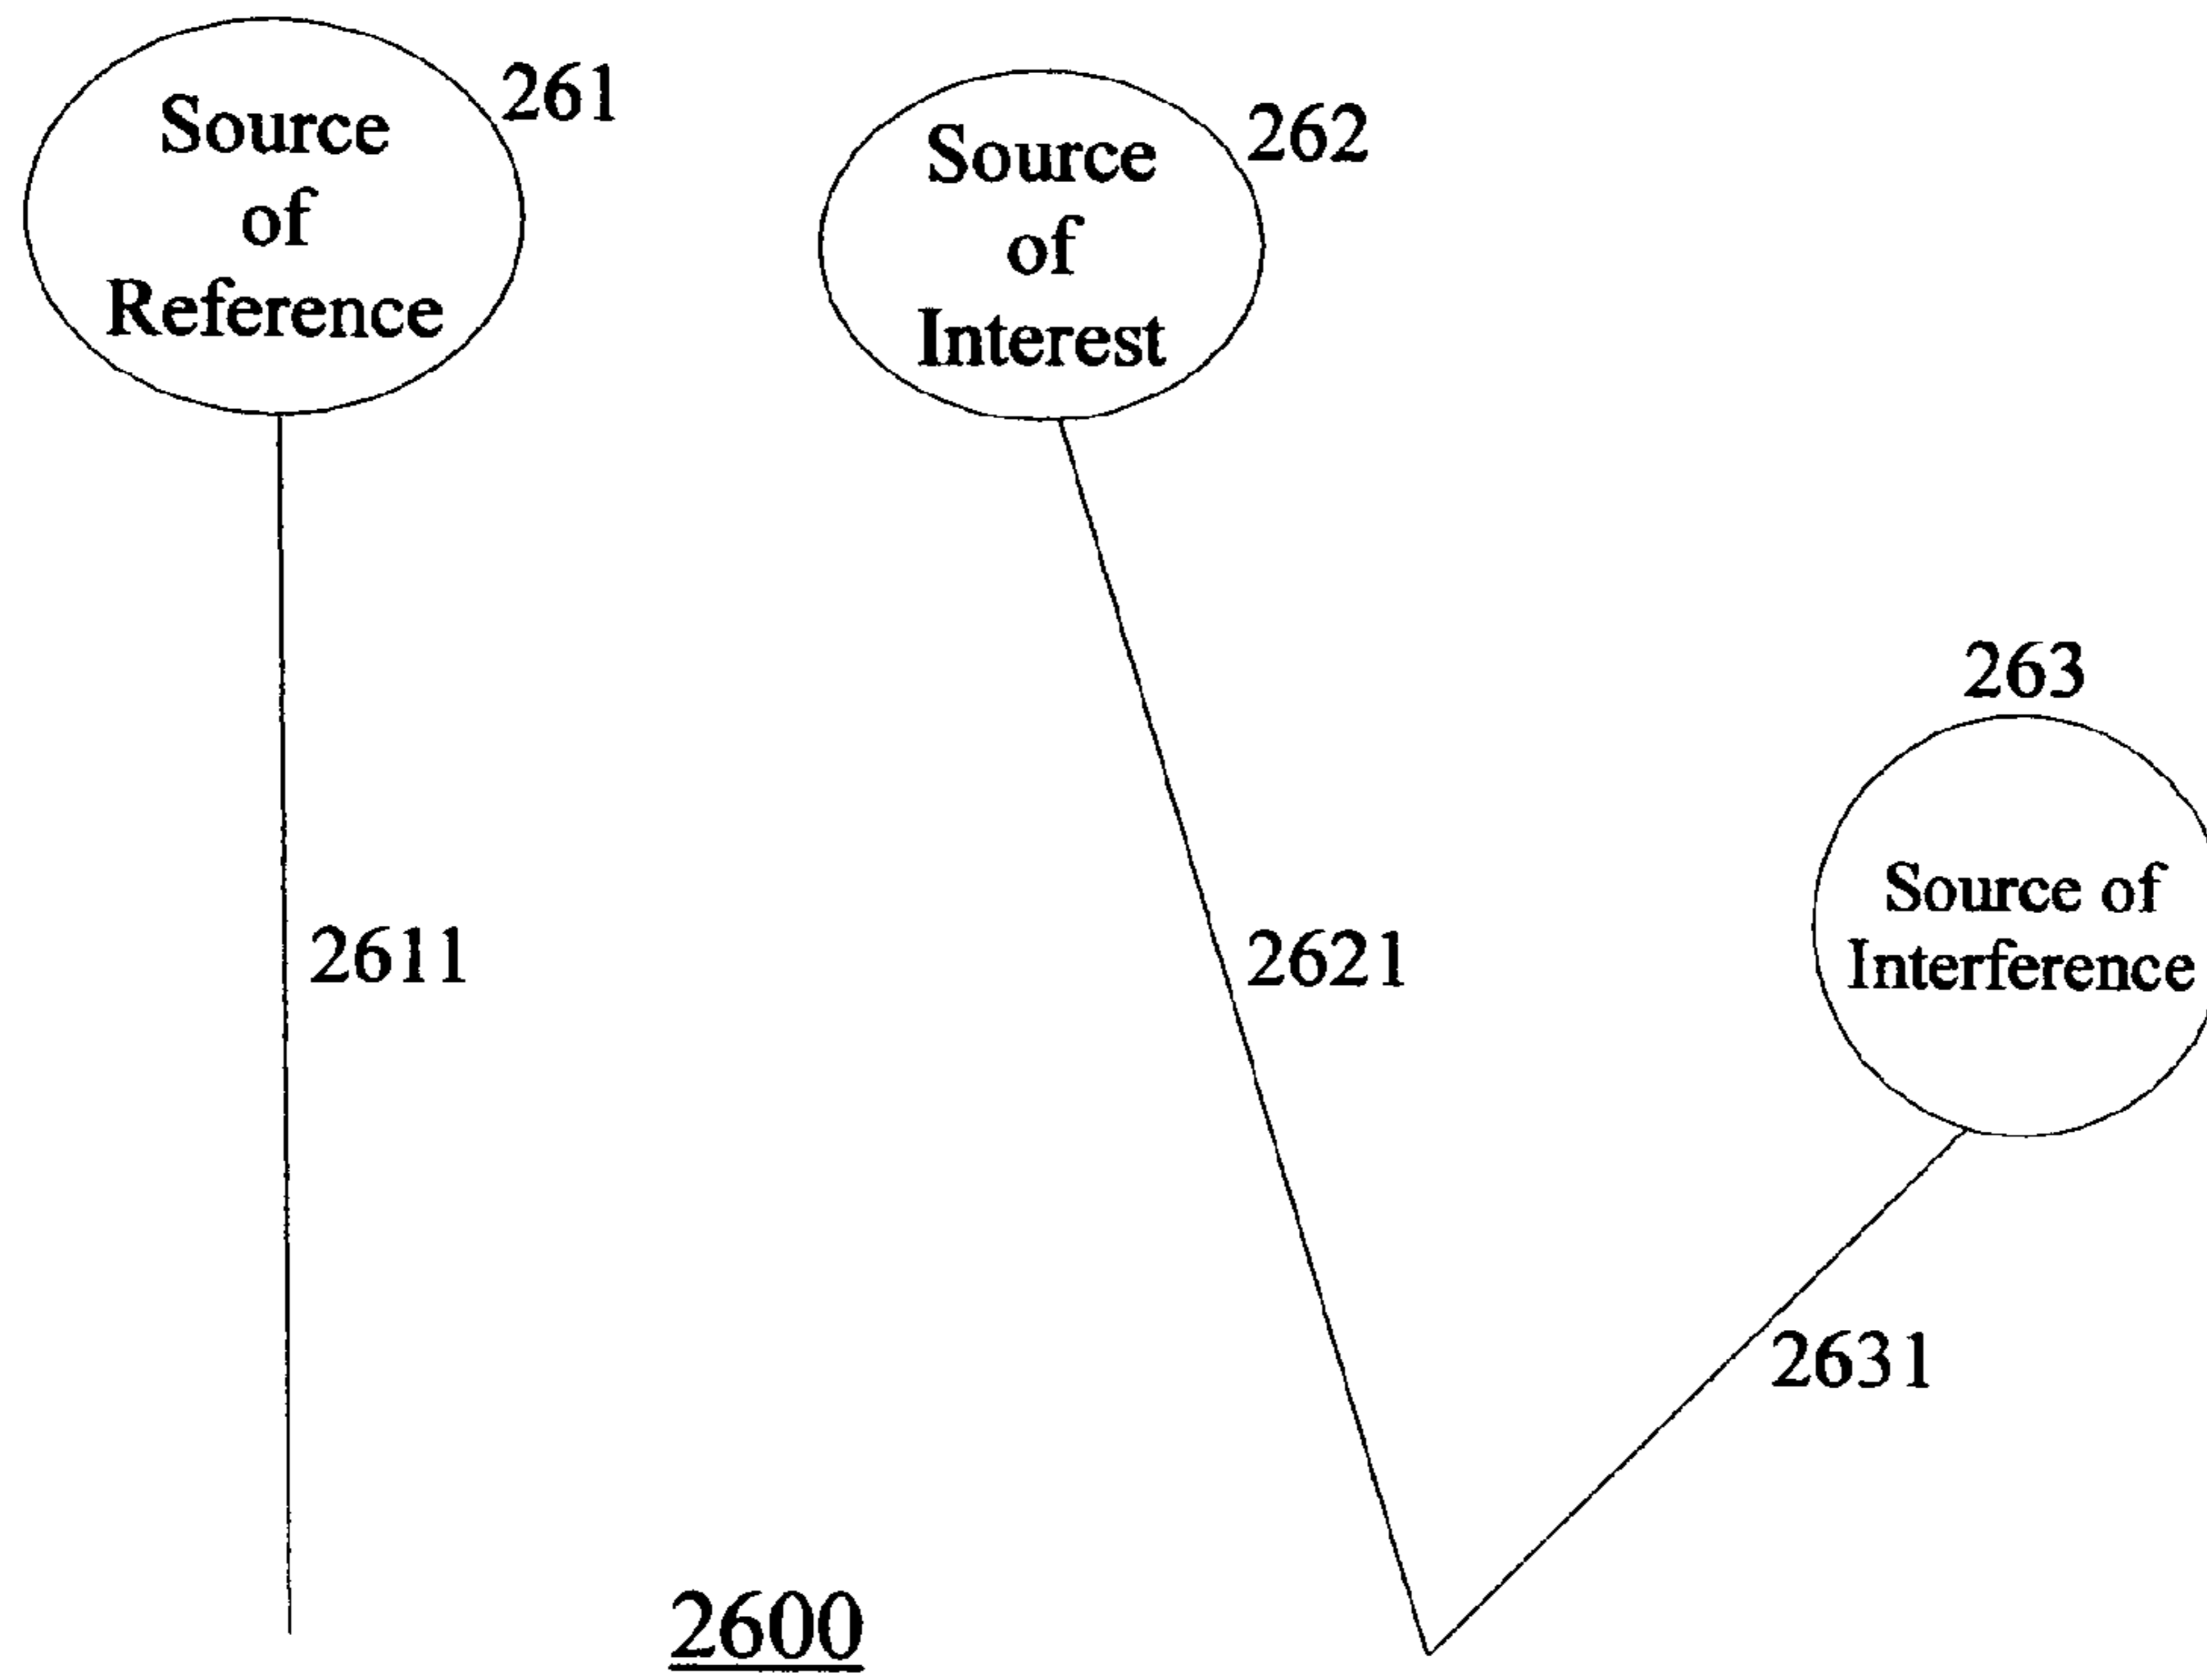 261
Source
of
Reference
262
Source
of
Interest
263
Source of
Interference
2611
2621
2631
2600